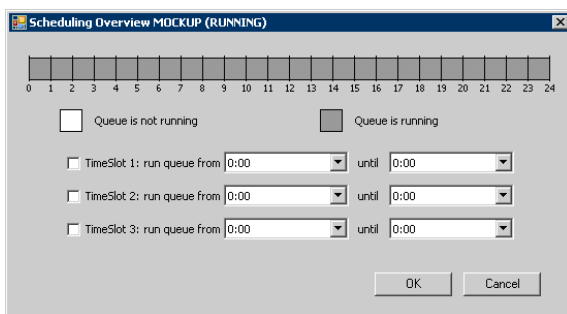 Scheduling Overview MOCKUP (RUNNING)
0 1 2 3 4 5 6 7 8 9 10 11 12 13 14 15 16 17 18 19 20 21 22 23 24
Queue is not running Queue is running
TimeSlot 1: run queue from 0:00 until 0:00
TimeSlot 2: run queue from 0:00 until 0:00
TimeSlot 3: run queue from 0:00 until 0:00
OK Cancel